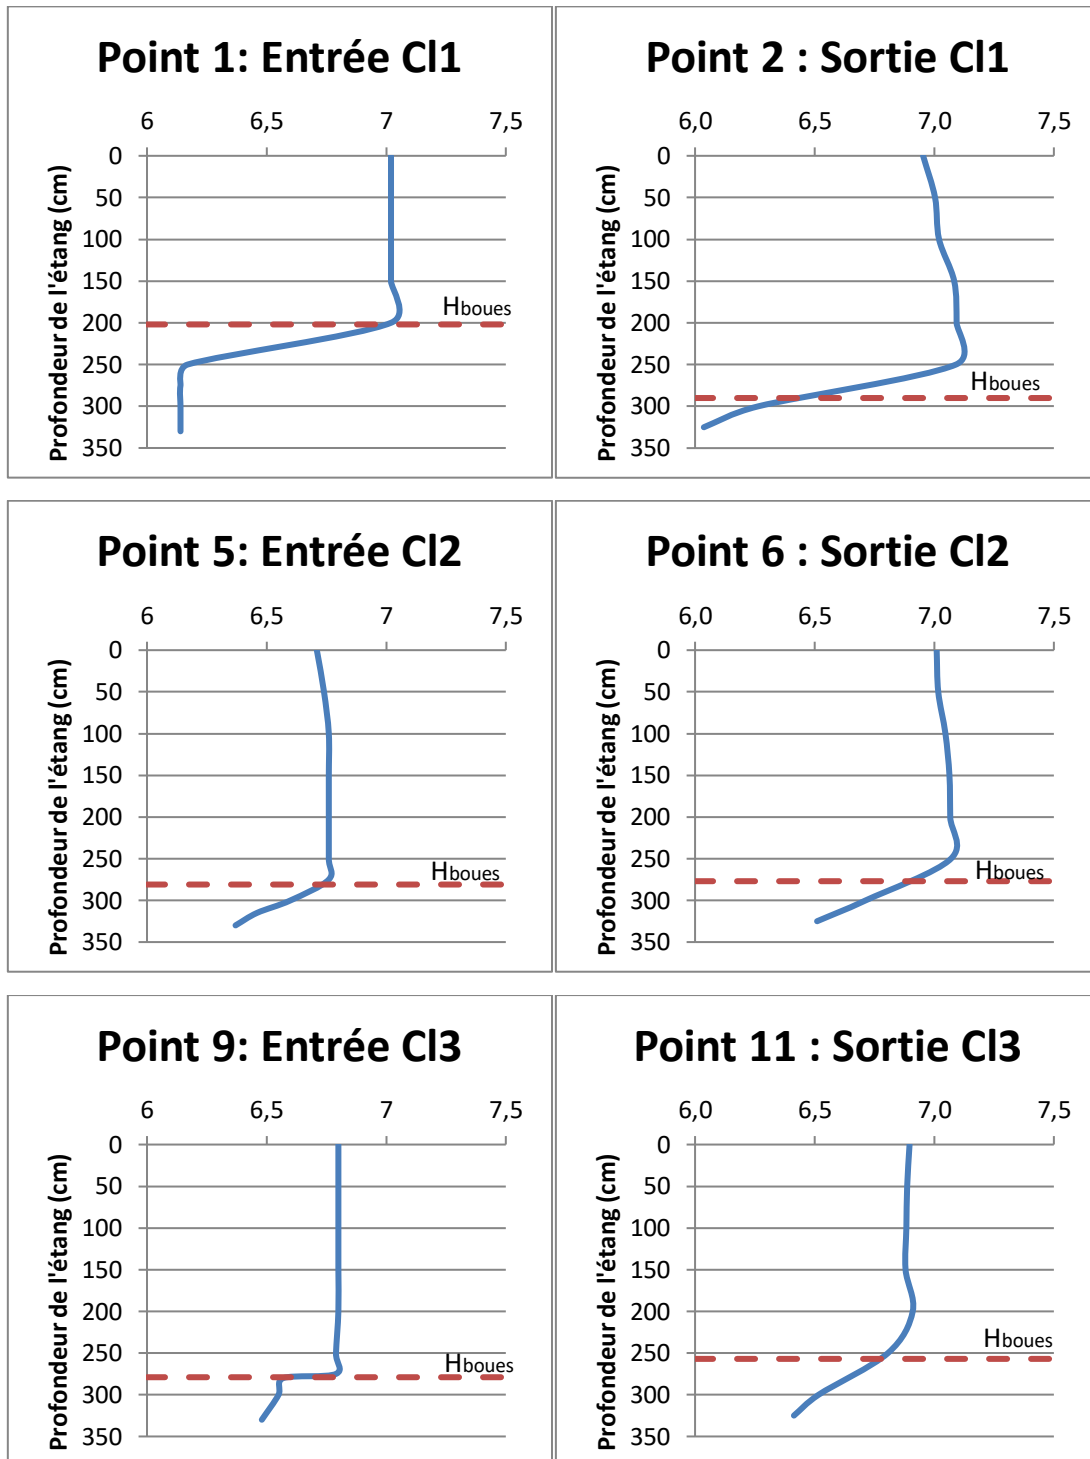 Point 1: Entrée Cl1
6 6,5 7 7,5
Profondeur de l'étang (cm)
0
50
100
150
200
250
300
350
Hboues
Point 2 : Sortie Cl1
6,0 6,5 7,0 7,5
Profondeur de l'étang (cm)
0
50
100
150
200
250
300
350
Hboues
Point 5: Entrée Cl2
6 6,5 7 7,5
Profondeur de l'étang (cm)
0
50
100
150
200
250
300
350
Hboues
Point 6 : Sortie Cl2
6,0 6,5 7,0 7,5
Profondeur de l'étang (cm)
0
50
100
150
200
250
300
350
Hboues
Point 9: Entrée Cl3
6 6,5 7 7,5
Profondeur de l'étang (cm)
0
50
100
150
200
250
300
350
Hboues
Point 11 : Sortie Cl3
6,0 6,5 7,0 7,5
Profondeur de l'étang (cm)
0
50
100
150
200
250
300
350
Hboues